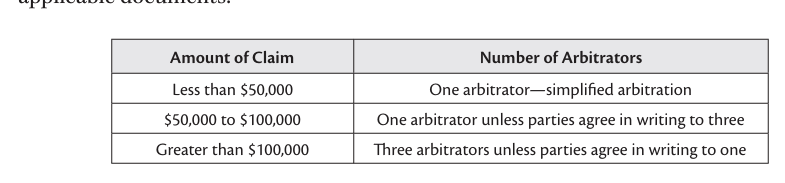 applicable documents.
Amount of Claim Number of Arbitrators
Less than $50,000 One arbitrator—simplified arbitration
$50,000 to $100,000 One arbitrator unless parties agree in writing to three
Greater than $100,000 Three arbitrators unless parties agree in writing to one